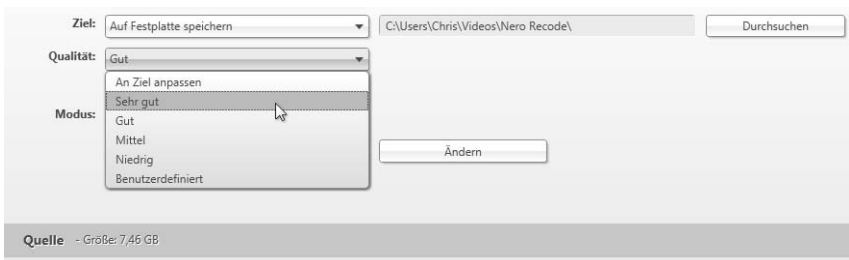 Ziel: Auf Festplatte speichern C:\Users\Chris\Videos\Nero Recode\ Durchsuchen
Qualität: Gut
An Ziel anpassen
Sehr gut
Modus:
Gut
Mittel
Niedrig
Ändern
Benutzerdefiniert
Quelle - Größe: 7,46 GB